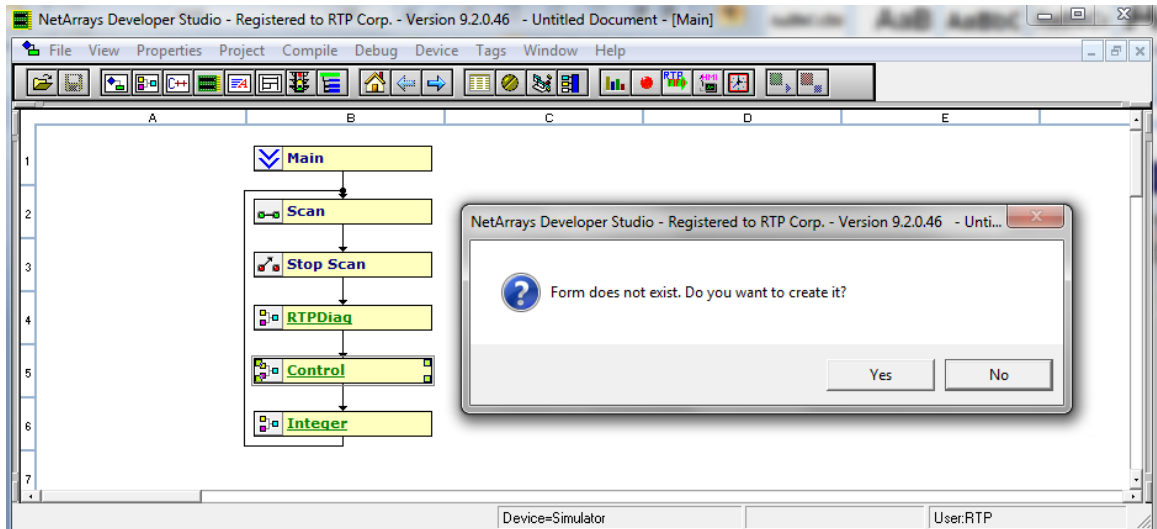 NetArrays Developer Studio - Registered to RTP Corp. - Version 9.2.0.46 - Untitled Document - [Main]
File View Properties Project Compile Debug Device Tags Window Help
C++ RTP HMI
A B C D E
1 Main
2 Scan
3 Stop Scan
4 RTPDiag
5 Control
6 Integer
7
NetArrays Developer Studio - Registered to RTP Corp. - Version 9.2.0.46 - Unti...
Form does not exist. Do you want to create it?
Yes No
Device=Simulator User:RTP